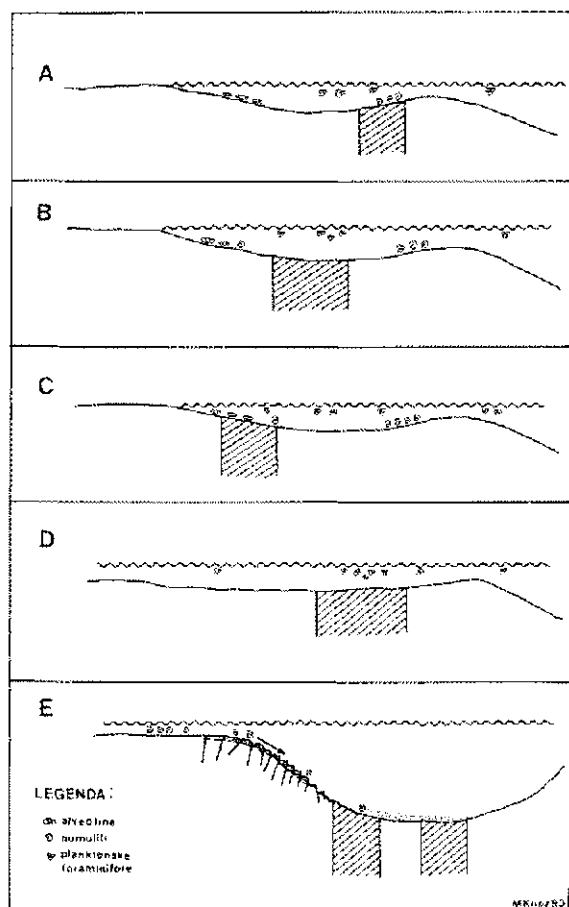 A
B
C
D
E
LEGENDA:
alveoline
numuliti
planktonske
foraminifere